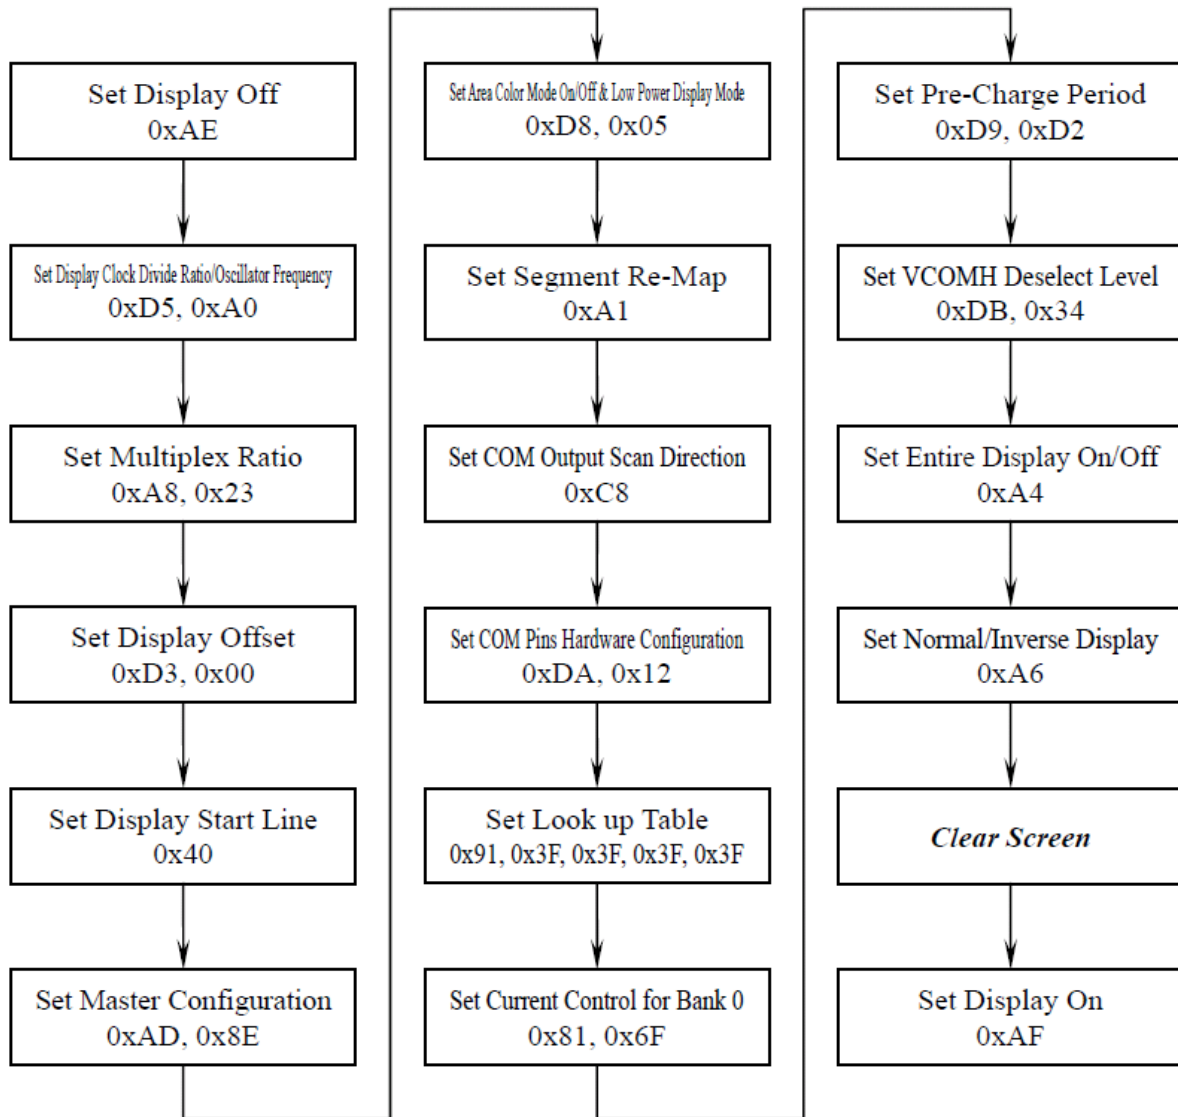 Set Display Off
0xAE
Set Display Clock Divide Ratio/Oscillator Frequency
0xD5, 0xA0
Set Multiplex Ratio
0xA8, 0x23
Set Display Offset
0xD3, 0x00
Set Display Start Line
0x40
Set Master Configuration
0xAD, 0x8E
Set Area Color Mode On/Off & Low Power Display Mode
0xD8, 0x05
Set Segment Re-Map
0xA1
Set COM Output Scan Direction
0xC8
Set COM Pins Hardware Configuration
0xDA, 0x12
Set Look up Table
0x91, 0x3F, 0x3F, 0x3F, 0x3F
Set Current Control for Bank 0
0x81, 0x6F
Set Pre-Charge Period
0xD9, 0xD2
Set VCOMH Deselect Level
0xDB, 0x34
Set Entire Display On/Off
0xA4
Set Normal/Inverse Display
0xA6
Clear Screen
Set Display On
0xAF